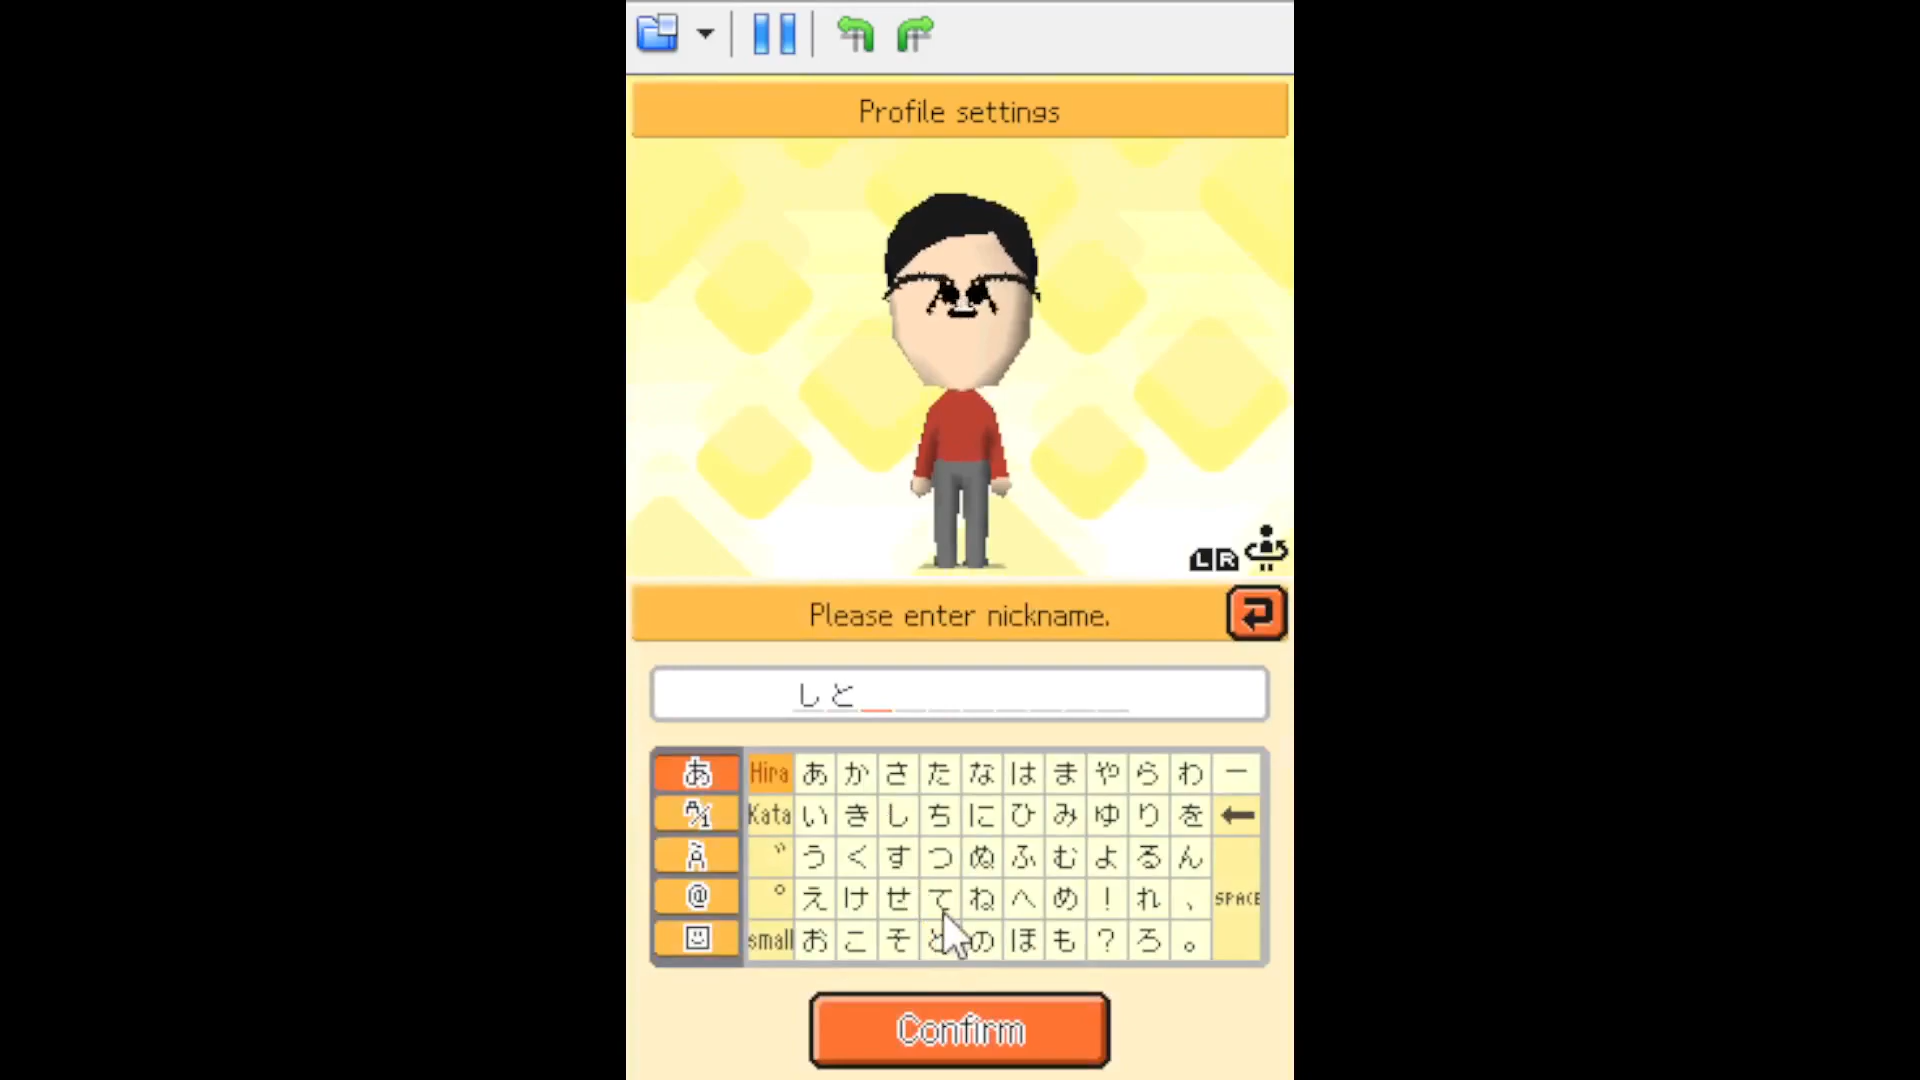 Profile settings
L R
Please enter nickname.
しと
あ Hira あ か さ た な は ま や ら わ ー
A/1 Kata い き し ち に ひ み ゆ り を ←
Ã ゛ う く す つ ぬ ふ む よ る ん
@ ゜ え け せ て ね へ め ! れ 、 SPACE
small お こ そ と の ほ も ? ろ 。
Confirm